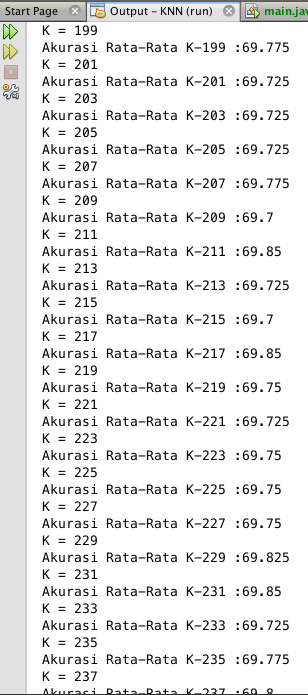 Start Page
Output – KNN (run)
main.jav
K = 199
Akurasi Rata-Rata K-199 :69.775
K = 201
Akurasi Rata-Rata K-201 :69.725
K = 203
Akurasi Rata-Rata K-203 :69.725
K = 205
Akurasi Rata-Rata K-205 :69.725
K = 207
Akurasi Rata-Rata K-207 :69.775
K = 209
Akurasi Rata-Rata K-209 :69.7
K = 211
Akurasi Rata-Rata K-211 :69.85
K = 213
Akurasi Rata-Rata K-213 :69.725
K = 215
Akurasi Rata-Rata K-215 :69.7
K = 217
Akurasi Rata-Rata K-217 :69.85
K = 219
Akurasi Rata-Rata K-219 :69.75
K = 221
Akurasi Rata-Rata K-221 :69.725
K = 223
Akurasi Rata-Rata K-223 :69.75
K = 225
Akurasi Rata-Rata K-225 :69.75
K = 227
Akurasi Rata-Rata K-227 :69.75
K = 229
Akurasi Rata-Rata K-229 :69.825
K = 231
Akurasi Rata-Rata K-231 :69.85
K = 233
Akurasi Rata-Rata K-233 :69.725
K = 235
Akurasi Rata-Rata K-235 :69.775
K = 237
Akurasi Rata-Rata K-237 :69.8